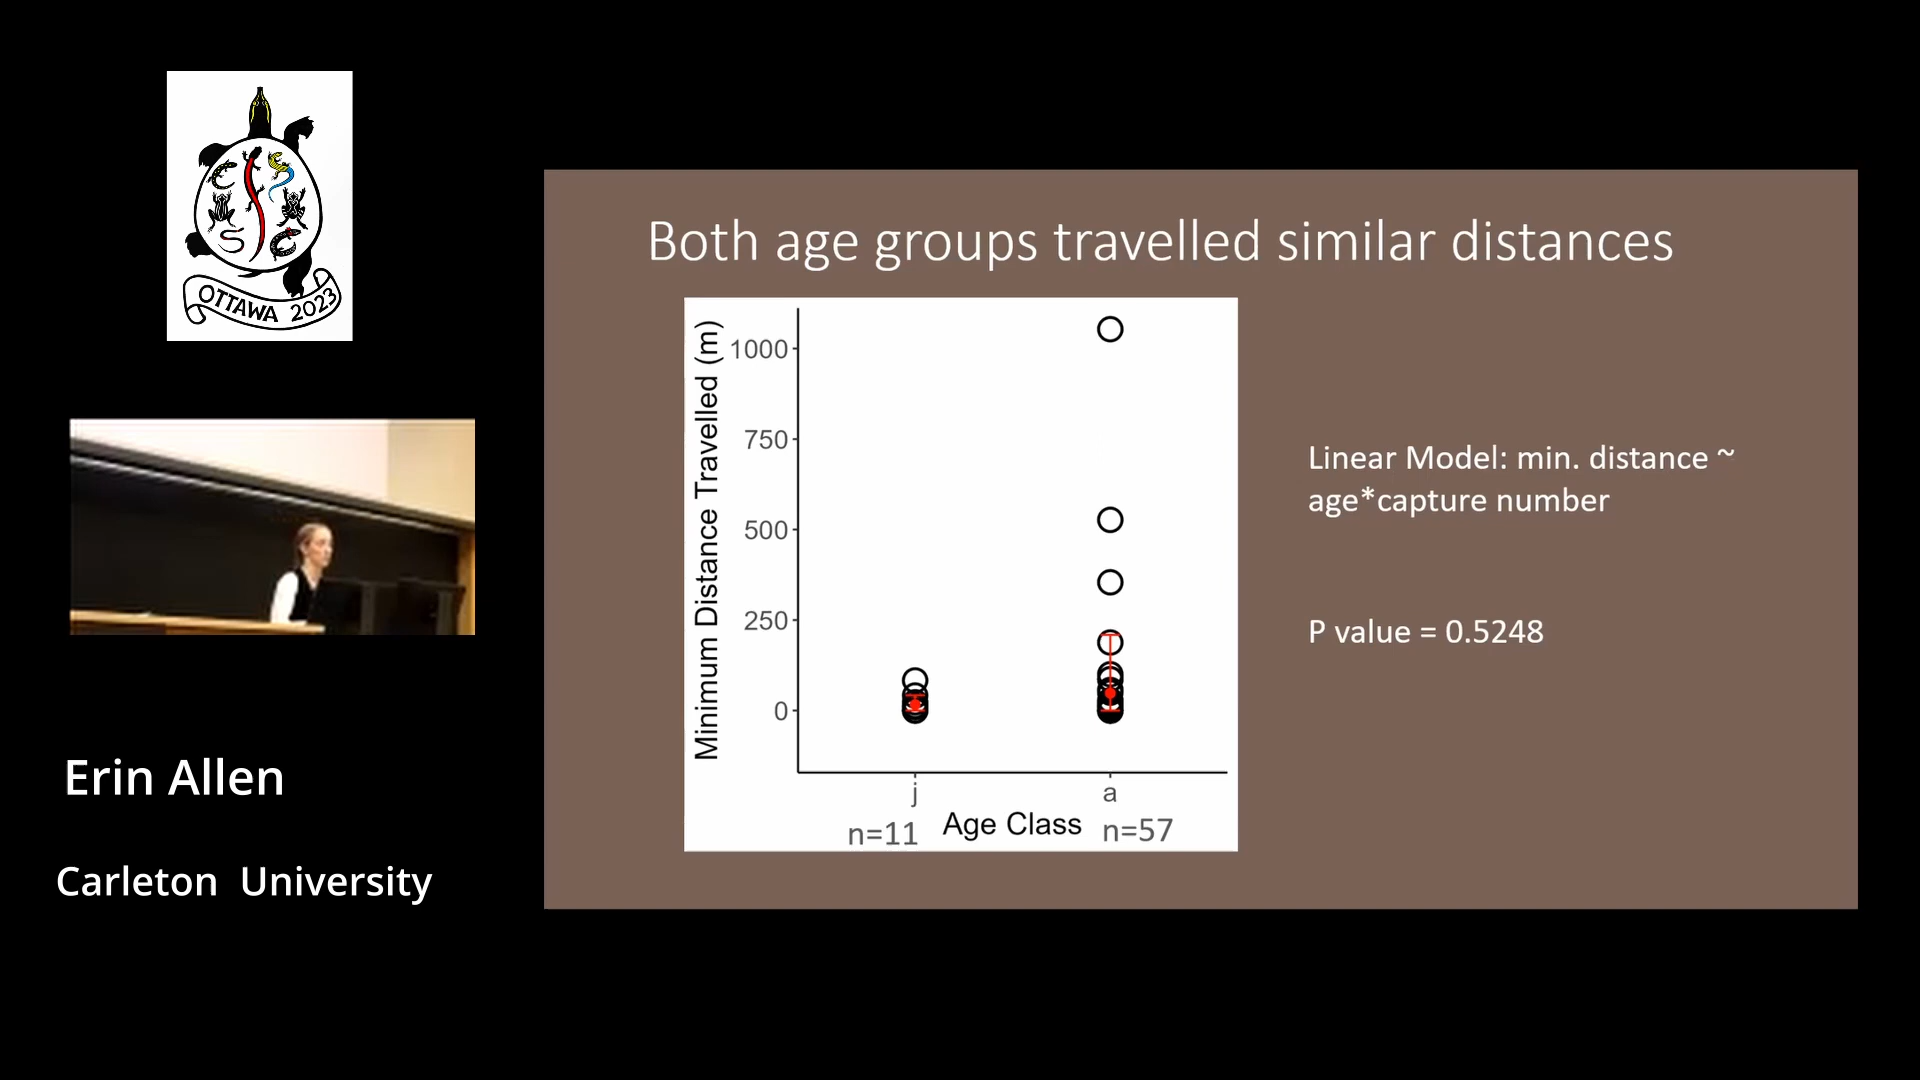 OTTAWA 2023
Erin Allen
Carleton University
Both age groups travelled similar distances
Minimum Distance Travelled (m)
1000
750
500
250
0
j
a
n=11
Age Class
n=57
Linear Model: min. distance ~
age*capture number
P value = 0.5248